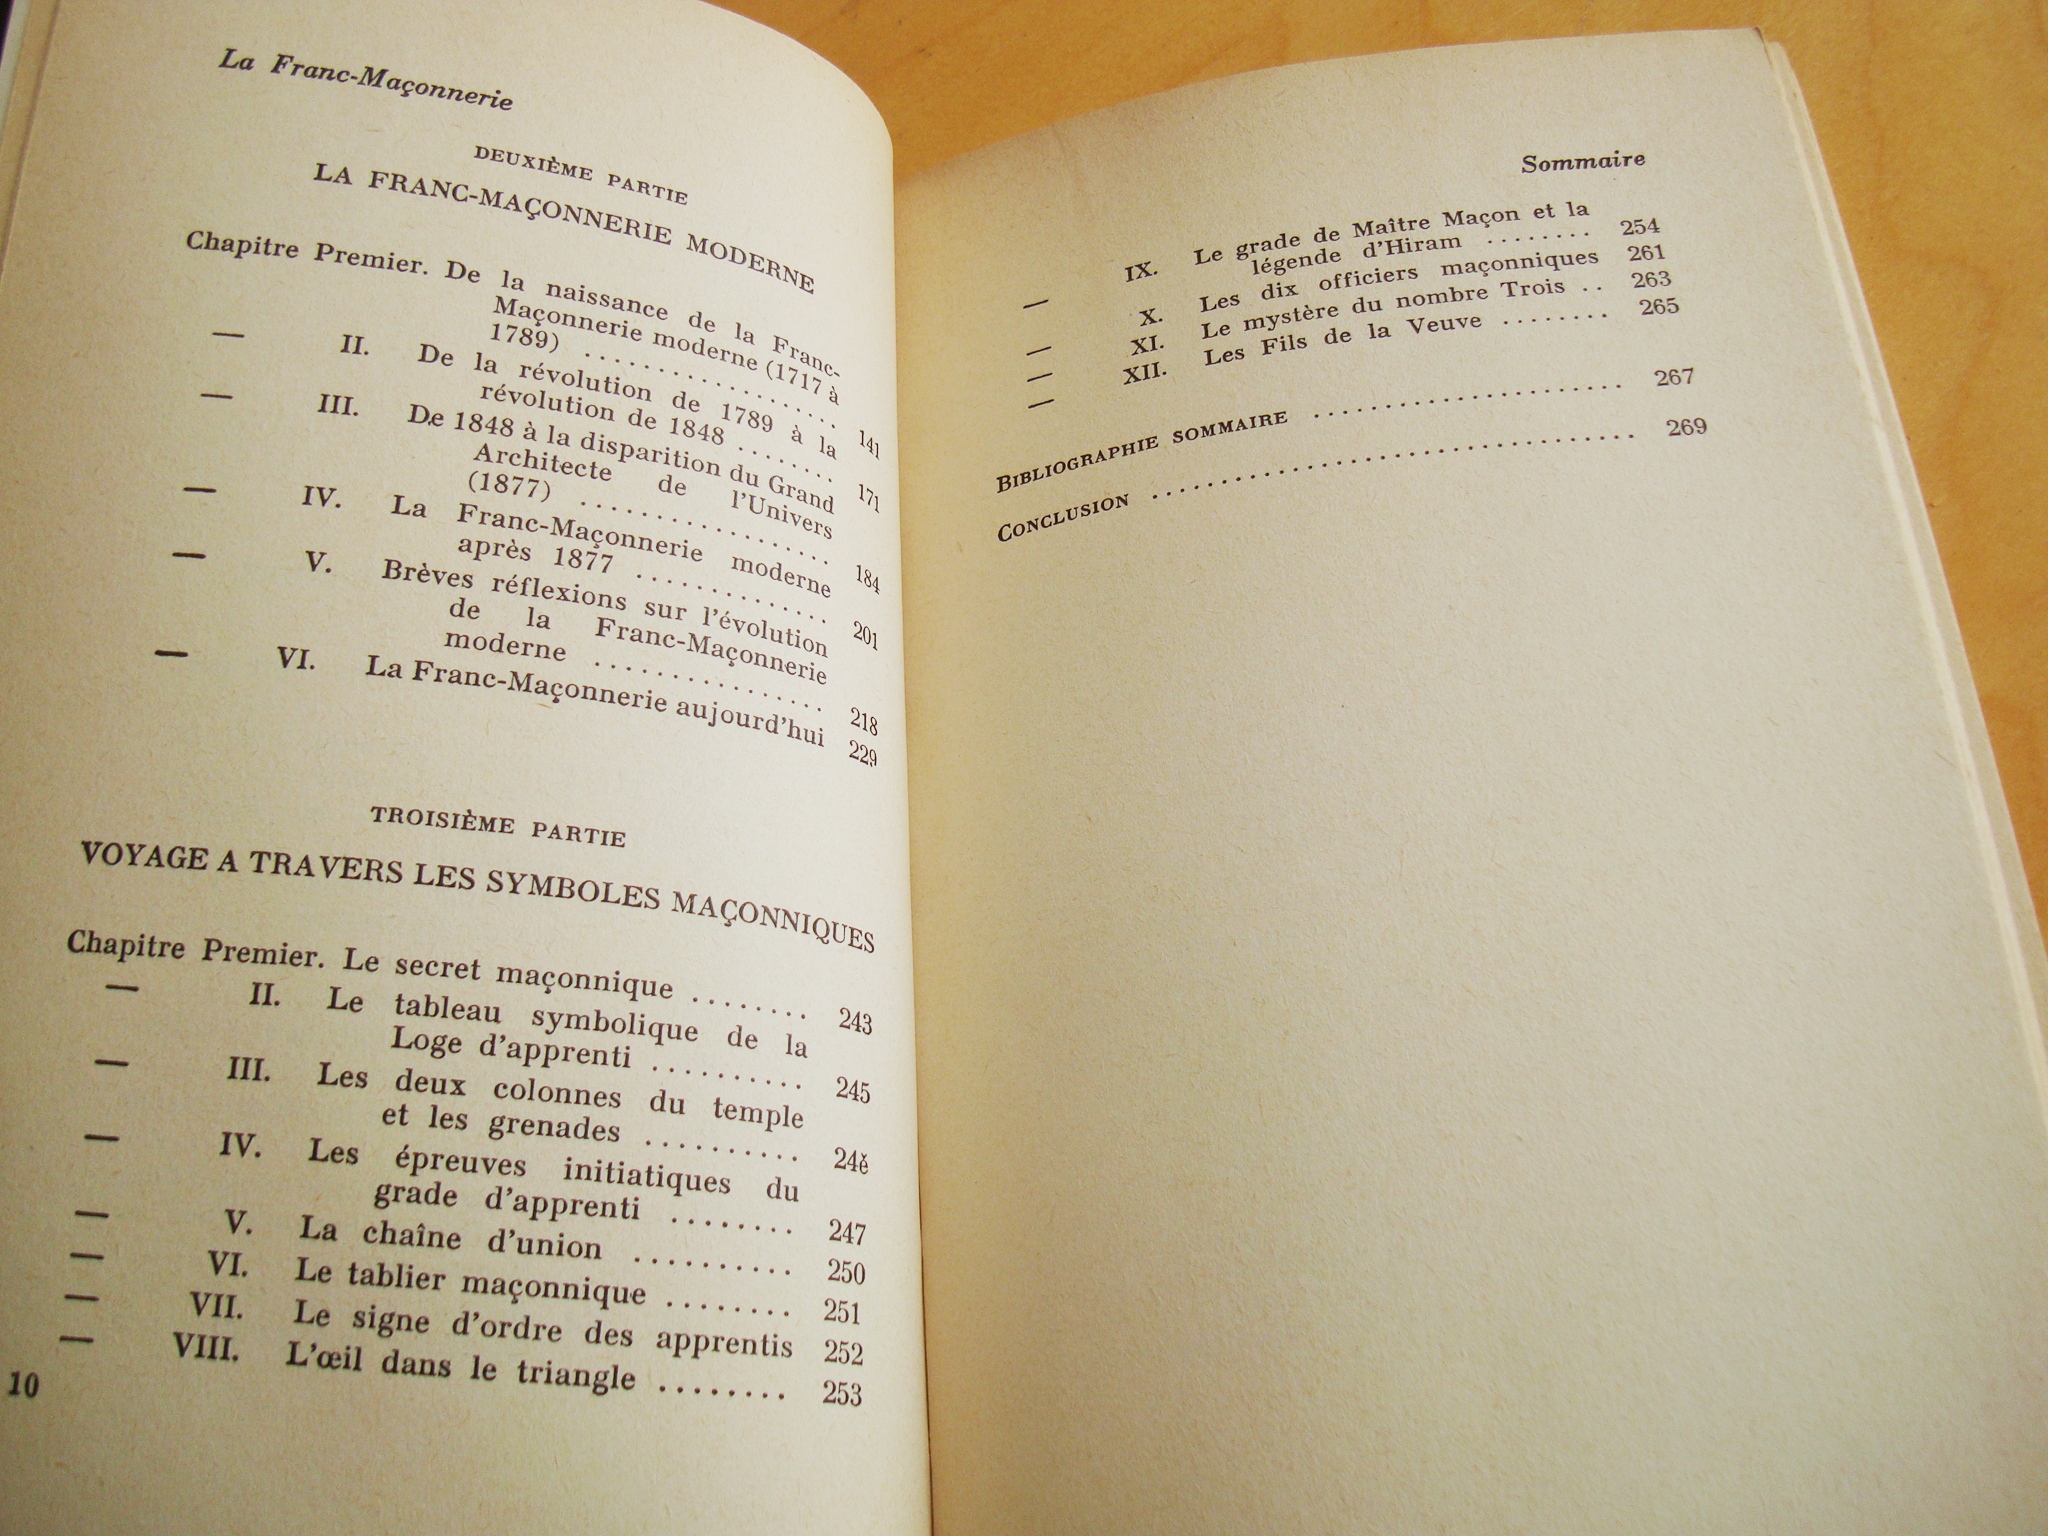 La Franc-Maçonnerie
DEUXIÈME PARTIE
LA FRANC-MAÇONNERIE MODERNE
Chapitre Premier. De la naissance de la Franc-
Maçonnerie moderne (1717 à
1789) .................. 141
— II. De la révolution de 1789 à la
révolution de 1848 ....... 171
— III. De 1848 à la disparition du Grand
Architecte de l'Univers
(1877) .................. 184
— IV. La Franc-Maçonnerie moderne
après 1877 .............. 201
— V. Brèves réflexions sur l'évolution
de la Franc-Maçonnerie
moderne ................ 218
— VI. La Franc-Maçonnerie aujourd'hui 229
TROISIÈME PARTIE
VOYAGE A TRAVERS LES SYMBOLES MAÇONNIQUES
Chapitre Premier. Le secret maçonnique ........ 243
— II. Le tableau symbolique de la
Loge d'apprenti .......... 245
— III. Les deux colonnes du temple
et les grenades ..........
— IV. Les épreuves initiatiques du
grade d'apprenti ........ 247
— V. La chaîne d'union .......... 250
— VI. Le tablier maçonnique ........ 251
— VII. Le signe d'ordre des apprentis 252
— VIII. L'œil dans le triangle ........ 253
10
Sommaire
— IX. Le grade de Maître Maçon et la
légende d'Hiram ........ 254
— X. Les dix officiers maçonniques 261
— XI. Le mystère du nombre Trois .. 263
— XII. Les Fils de la Veuve ........ 265
BIBLIOGRAPHIE SOMMAIRE ...................... 267
CONCLUSION .................................. 269